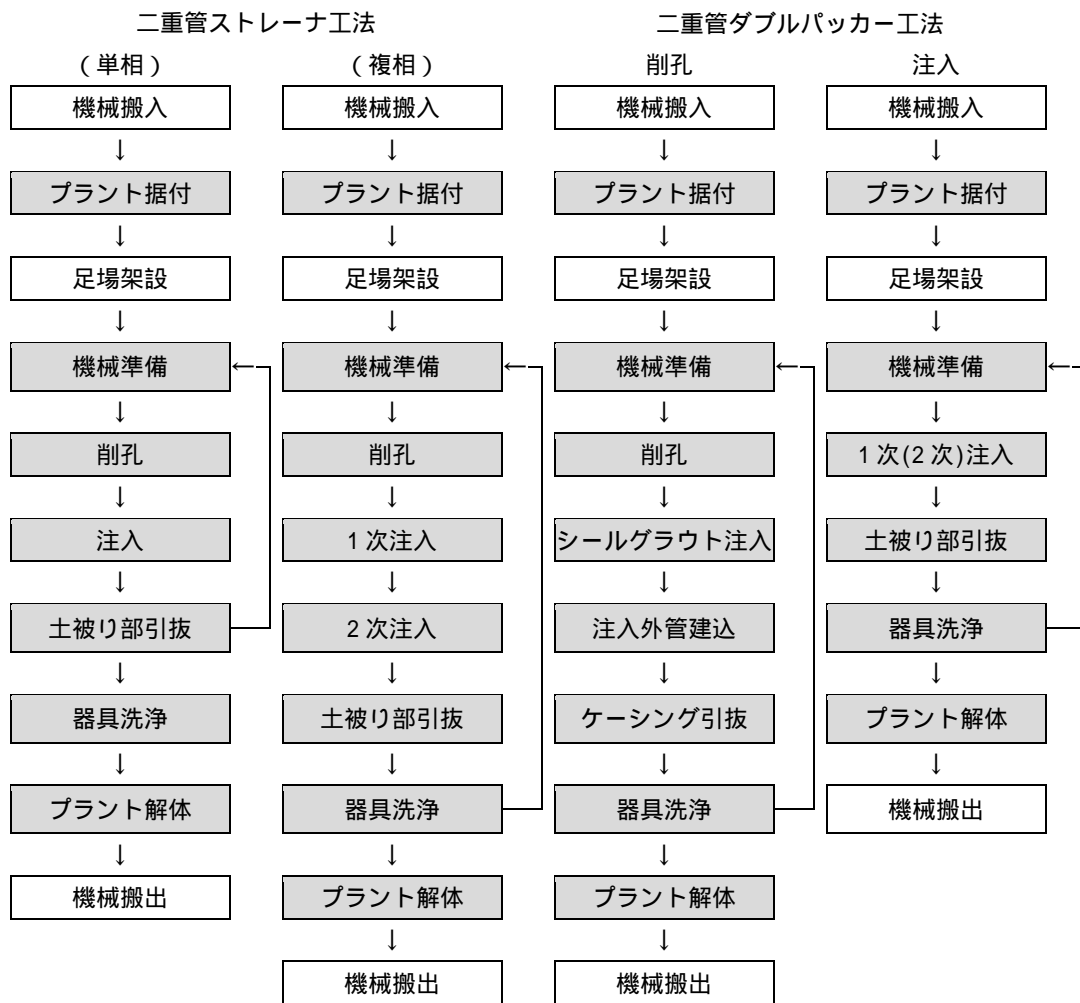 二重管ストレーナ工法
二重管ダブルパッカー工法
(単相)
(複相)
削孔
注入
機械搬入
↓
プラント据付
↓
足場架設
↓
機械準備
↓
削孔
↓
注入
↓
土被り部引抜
↓
器具洗浄
↓
プラント解体
↓
機械搬出
機械搬入
↓
プラント据付
↓
足場架設
↓
機械準備
↓
削孔
↓
1次注入
↓
2次注入
↓
土被り部引抜
↓
器具洗浄
↓
プラント解体
↓
機械搬出
機械搬入
↓
プラント据付
↓
足場架設
↓
機械準備
↓
削孔
↓
シールグラウト注入
↓
注入外管建込
↓
ケーシング引抜
↓
器具洗浄
↓
プラント解体
↓
機械搬出
機械搬入
↓
プラント据付
↓
足場架設
↓
機械準備
↓
1次(2次)注入
↓
土被り部引抜
↓
器具洗浄
↓
プラント解体
↓
機械搬出